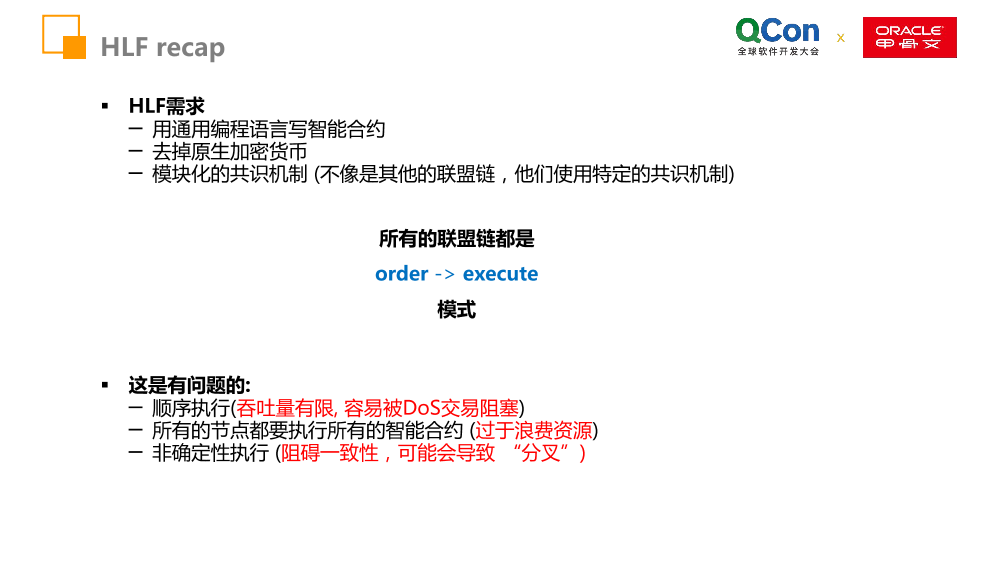 HLF recap
QCon
全球软件开发大会
x
ORACLE
甲骨文
▪ HLF需求
– 用通用编程语言写智能合约
– 去掉原生加密货币
– 模块化的共识机制 (不像是其他的联盟链，他们使用特定的共识机制)
所有的联盟链都是
order -> execute
模式
▪ 这是有问题的:
– 顺序执行(吞吐量有限, 容易被DoS交易阻塞)
– 所有的节点都要执行所有的智能合约 (过于浪费资源)
– 非确定性执行 (阻碍一致性，可能会导致 “分叉”)